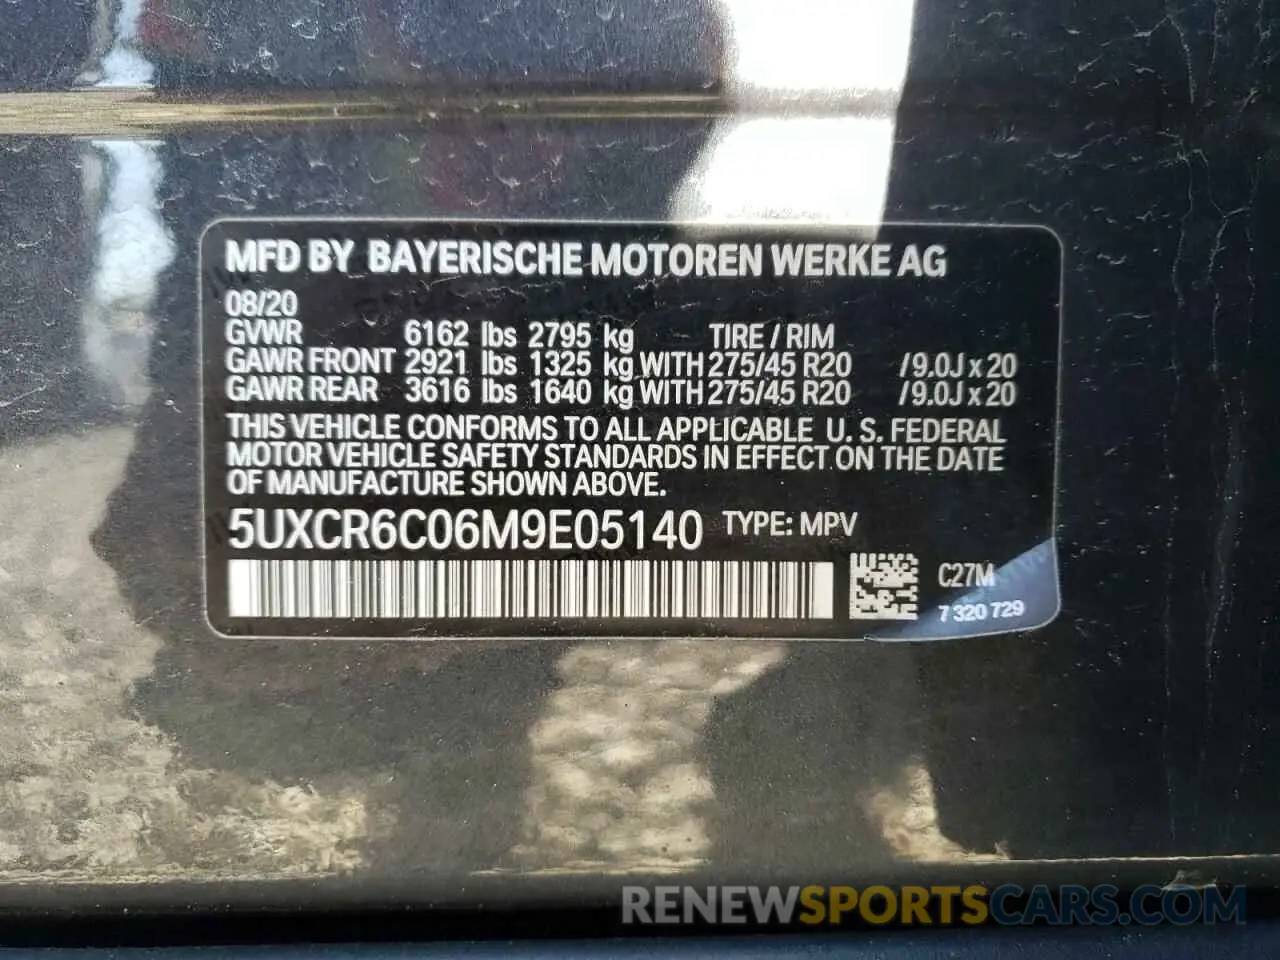 MFD BY BAYERISCHE MOTOREN WERKE AG
08/20
GVWR 6162 lbs 2795 kg TIRE / RIM
GAWR FRONT 2921 lbs 1325 kg WITH 275/45 R20 /9.0J x 20
GAWR REAR 3616 lbs 1640 kg WITH 275/45 R20 /9.0J x 20
THIS VEHICLE CONFORMS TO ALL APPLICABLE U. S. FEDERAL
MOTOR VEHICLE SAFETY STANDARDS IN EFFECT ON THE DATE
OF MANUFACTURE SHOWN ABOVE.
5UXCR6C06M9E05140 TYPE: MPV
C27M
7 320 729
RENEWSPORTSCARS.COM